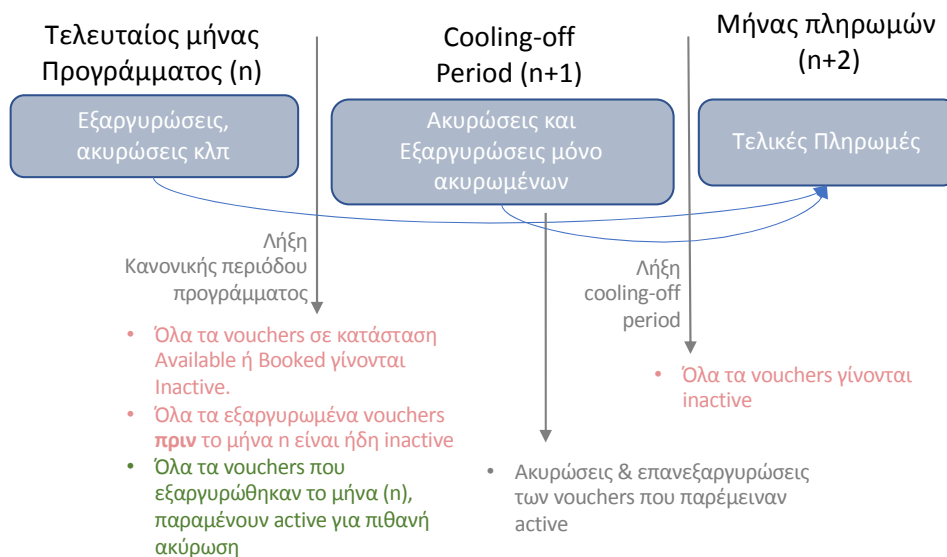 Τελευταίος μήνας
Προγράμματος (n)
Cooling-off
Period (n+1)
Μήνας πληρωμών
(n+2)
Εξαργυρώσεις,
ακυρώσεις κλπ
Ακυρώσεις και
Εξαργυρώσεις μόνο
ακυρωμένων
Τελικές Πληρωμές
Λήξη
Κανονικής περιόδου
προγράμματος
Λήξη
cooling-off
period
• Όλα τα vouchers σε κατάσταση
Available ή Booked γίνονται
Inactive.
• Όλα τα εξαργυρωμένα vouchers
πριν το μήνα n είναι ήδη inactive
• Όλα τα vouchers που
εξαργυρώθηκαν το μήνα (n),
παραμένουν active για πιθανή
ακύρωση
• Ακυρώσεις & επανεξαργυρώσεις
των vouchers που παρέμειναν
active
• Όλα τα vouchers γίνονται
inactive